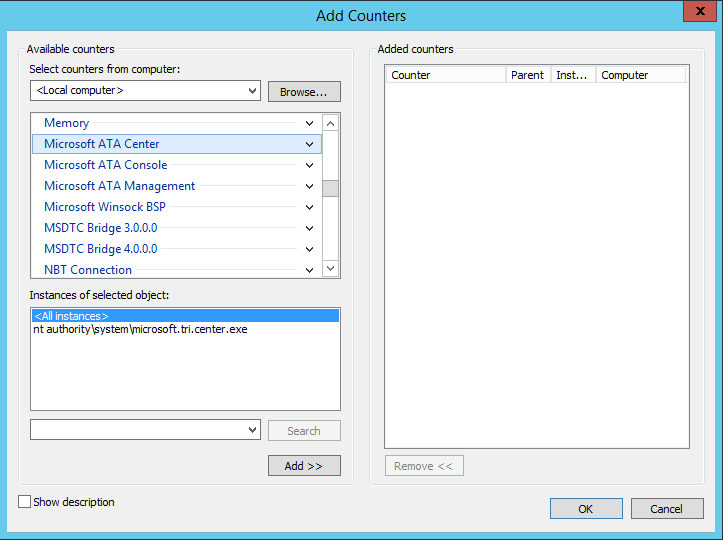 Add Counters
x
Available counters
Select counters from computer:
<Local computer>
Browse...
Memory
Microsoft ATA Center
Microsoft ATA Console
Microsoft ATA Management
Microsoft Winsock BSP
MSDTC Bridge 3.0.0.0
MSDTC Bridge 4.0.0.0
NBT Connection
Instances of selected object:
<All instances>
nt authority\system\microsoft.tri.center.exe
Search
Add >>
Show description
Added counters
Counter Parent Inst... Computer
Remove <<
OK Cancel